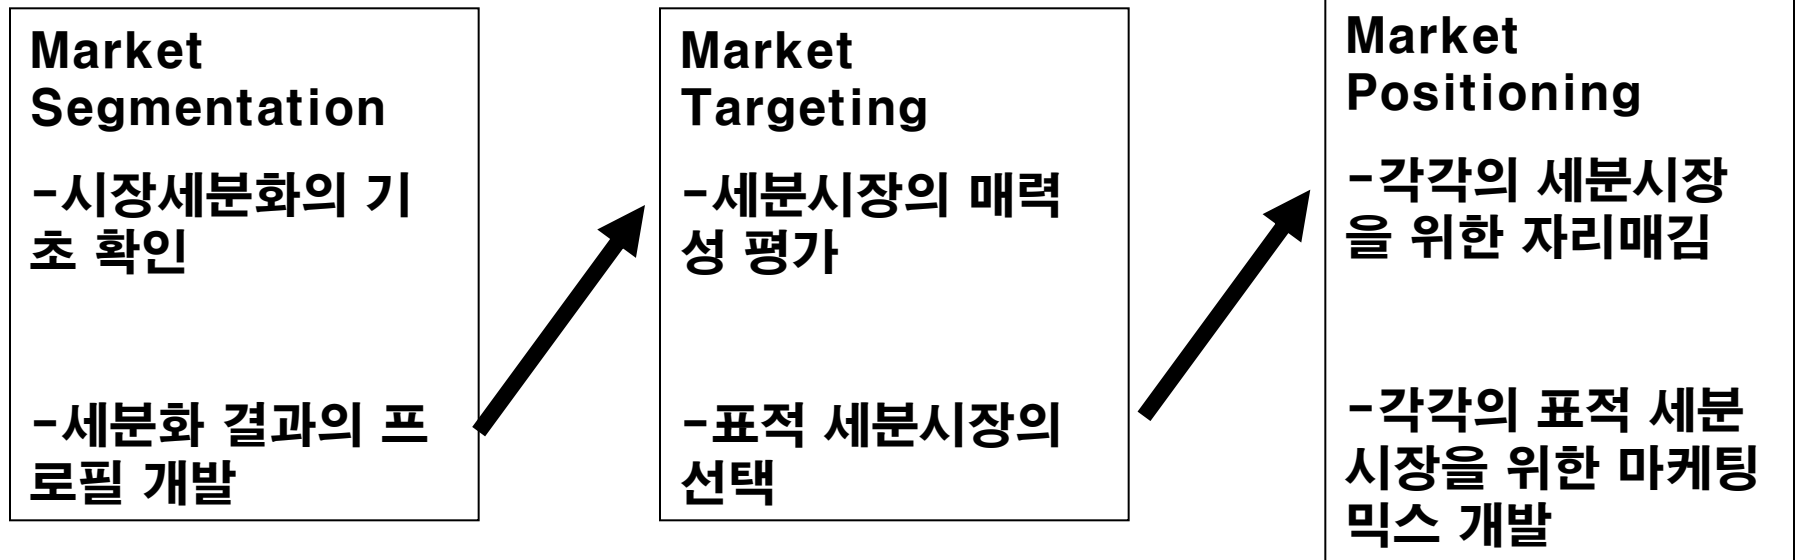 Market
Segmentation
-시장세분화의 기
초 확인
-세분화 결과의 프
로필 개발
Market
Targeting
-세분시장의 매력
성 평가
-표적 세분시장의
선택
Market
Positioning
-각각의 세분시장
을 위한 자리매김
-각각의 표적 세분
시장을 위한 마케팅
믹스 개발